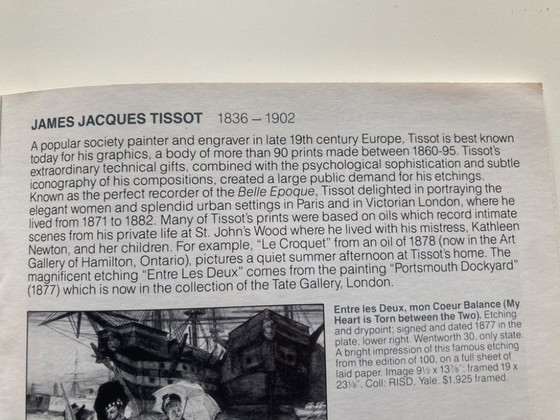 JAMES JACQUES TISSOT 1836 – 1902
A popular society painter and engraver in late 19th century Europe, Tissot is best known
today for his graphics, a body of more than 90 prints made between 1860-95. Tissot's
extraordinary technical gifts, combined with the psychological sophistication and subtle
iconography of his compositions, created a large public demand for his etchings.
Known as the perfect recorder of the Belle Epoque, Tissot delighted in portraying the
elegant women and splendid urban settings in Paris and in Victorian London, where he
lived from 1871 to 1882. Many of Tissot's prints were based on oils which record intimate
scenes from his private life at St. John's Wood where he lived with his mistress, Kathleen
Newton, and her children. For example, "Le Croquet" from an oil of 1878 (now in the Art
Gallery of Hamilton, Ontario), pictures a quiet summer afternoon at Tissot's home. The
magnificent etching "Entre Les Deux" comes from the painting "Portsmouth Dockyard"
(1877) which is now in the collection of the Tate Gallery, London.
Entre les Deux, mon Coeur Balance (My
Heart is Torn between the Two). Etching
and drypoint; signed and dated 1877 in the
plate, lower right. Wentworth 30, only state.
A bright impression of this famous etching
from the edition of 100, on a full sheet of
laid paper. Image 9½ x 13⅞"; framed 19 x
23⅛". Coll: RISD, Yale. $1,925 framed.